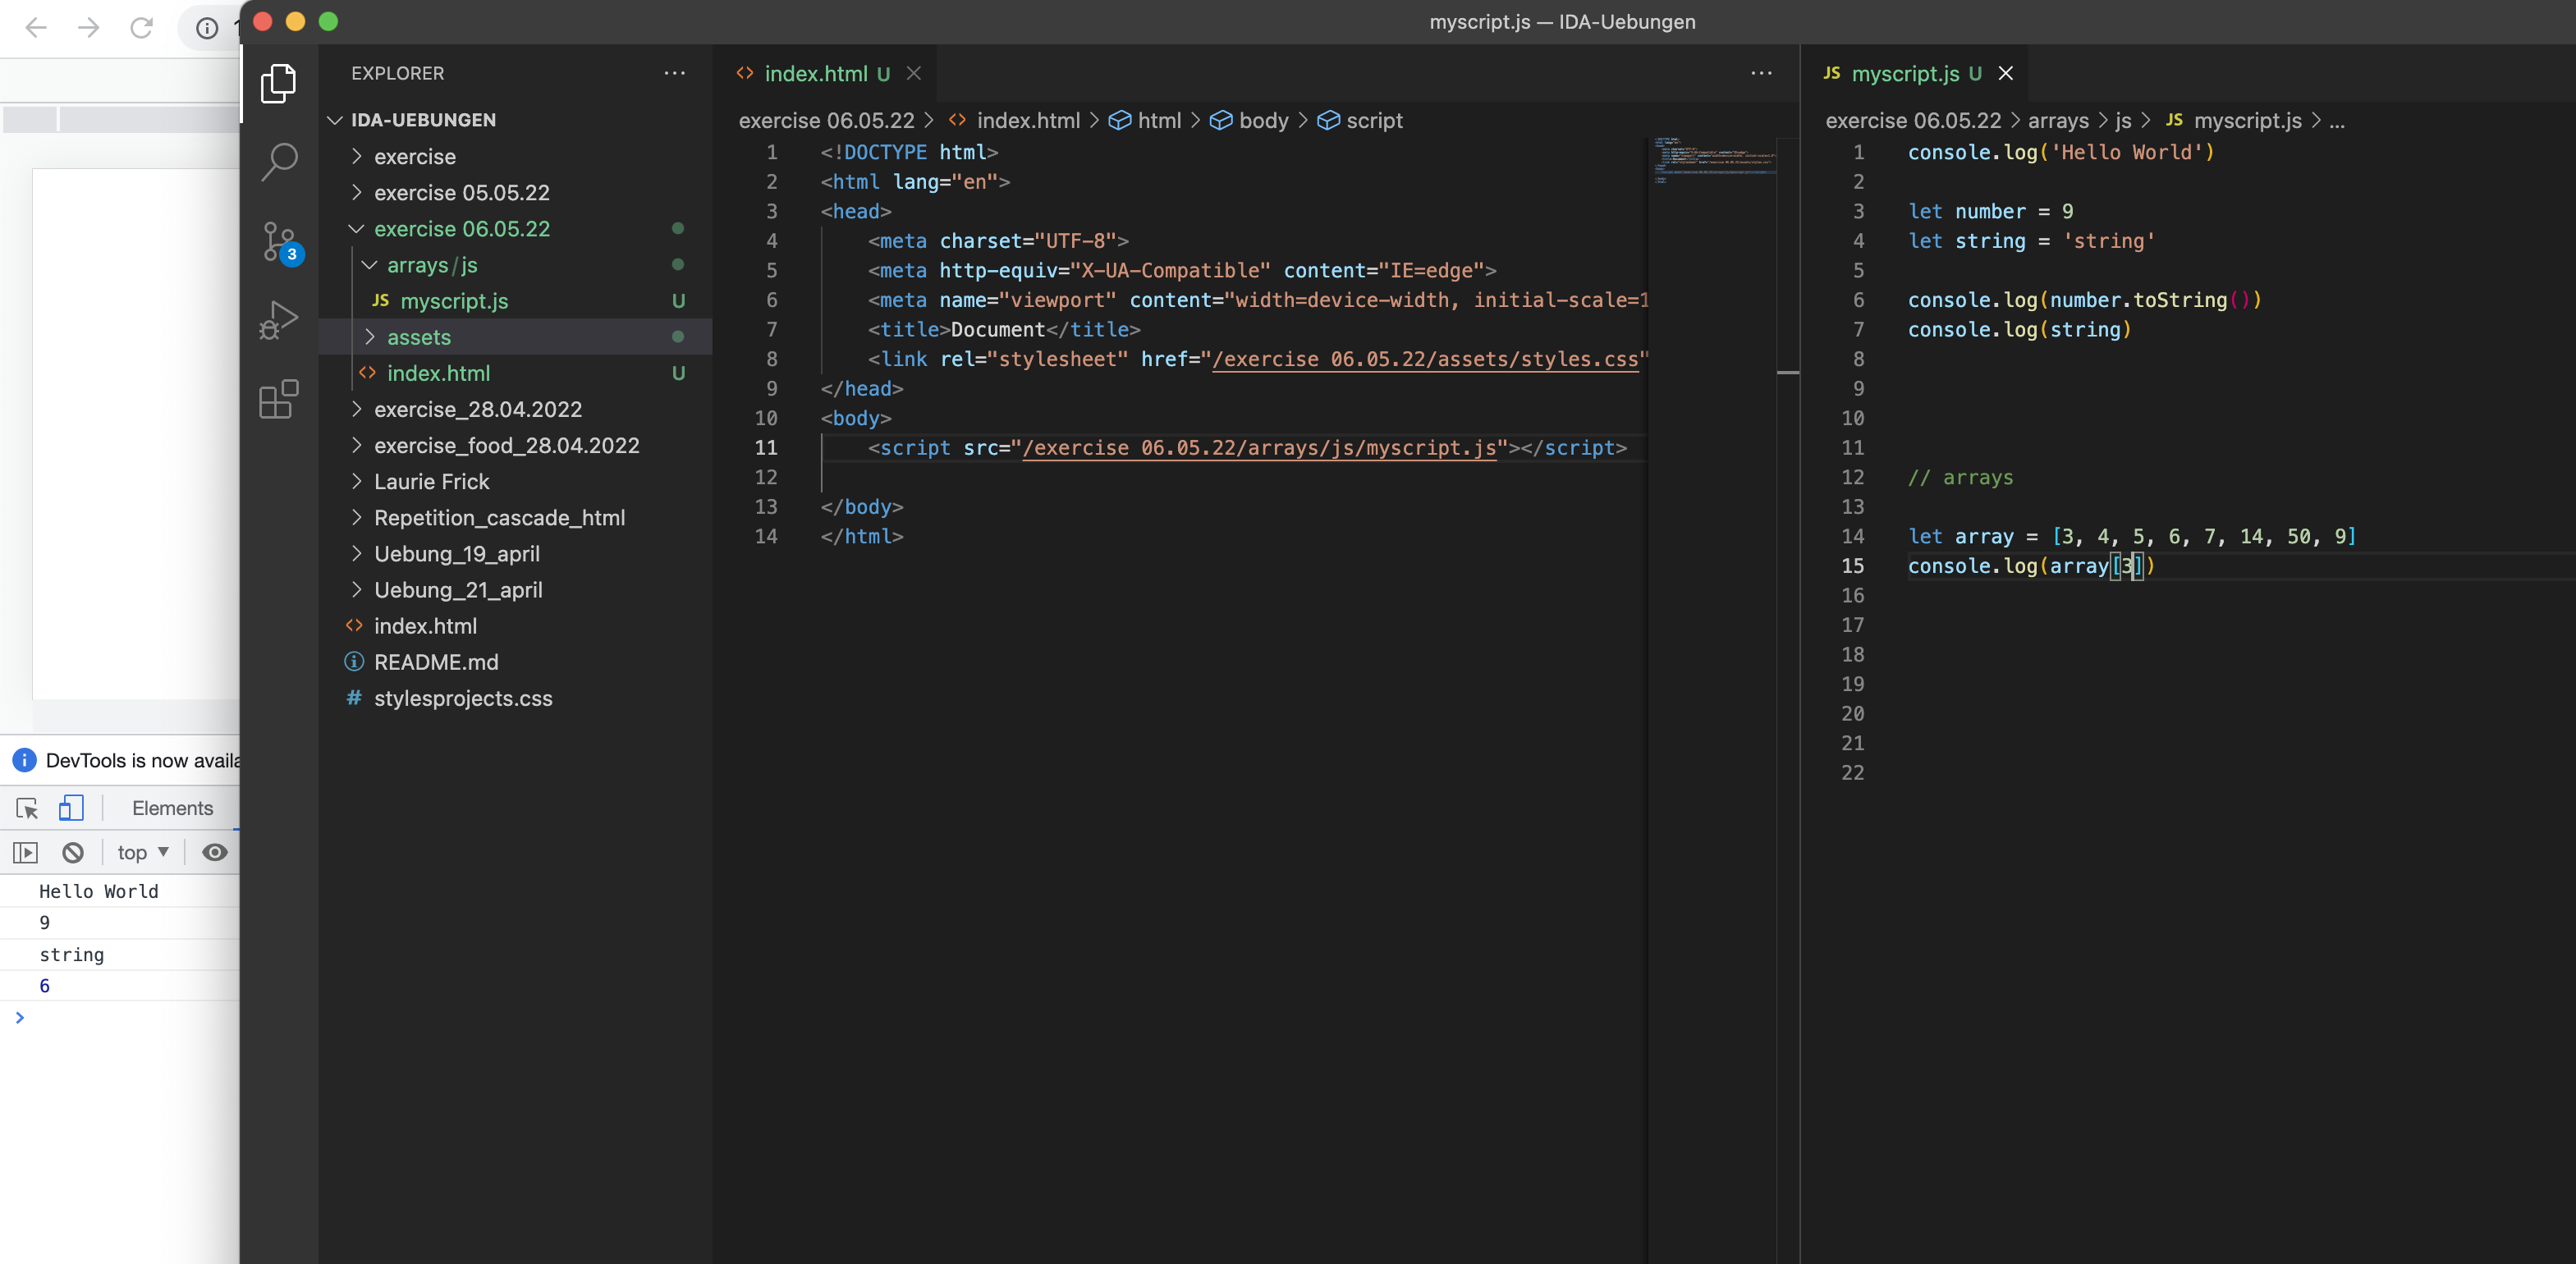 myscript.js — IDA-Uebungen
EXPLORER
IDA-UEBUNGEN
exercise
exercise 05.05.22
exercise 06.05.22
arrays/js
JS myscript.js U
assets
index.html U
exercise_28.04.2022
exercise_food_28.04.2022
Laurie Frick
Repetition_cascade_html
Uebung_19_april
Uebung_21_april
index.html
README.md
# stylesprojects.css
3
index.html U
exercise 06.05.22 > index.html > html > body > script
1 <!DOCTYPE html>
2 <html lang="en">
3 <head>
4 <meta charset="UTF-8">
5 <meta http-equiv="X-UA-Compatible" content="IE=edge">
6 <meta name="viewport" content="width=device-width, initial-scale=1
7 <title>Document</title>
8 <link rel="stylesheet" href="/exercise 06.05.22/assets/styles.css"
9 </head>
10 <body>
11 <script src="/exercise 06.05.22/arrays/js/myscript.js"></script>
12
13 </body>
14 </html>
JS myscript.js U
exercise 06.05.22 > arrays > js > JS myscript.js > ...
1 console.log('Hello World')
2
3 let number = 9
4 let string = 'string'
5
6 console.log(number.toString())
7 console.log(string)
8
9
10
11
12 // arrays
13
14 let array = [3, 4, 5, 6, 7, 14, 50, 9]
15 console.log(array[3])
16
17
18
19
20
21
22
DevTools is now availa
Elements
top
Hello World
9
string
6
>